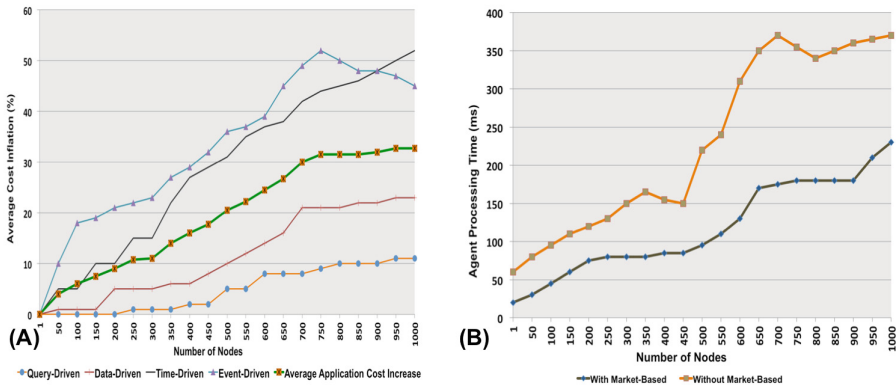 60
50
40
30
20
10
0
Average Cost Inflation (%)
1 50 100 150 200 250 300 350 400 450 500 550 600 650 700 750 800 850 900 950 1000
(A)
Number of Nodes
Query-Driven Data-Driven Time-Driven Event-Driven Average Application Cost Increase
400
350
300
250
200
150
100
50
0
Agent Processing Time (ms)
1 50 100 150 200 250 300 350 400 450 500 550 600 650 700 750 800 850 900 950 1000
(B)
Number of Nodes
With Market-Based Without Market-Based